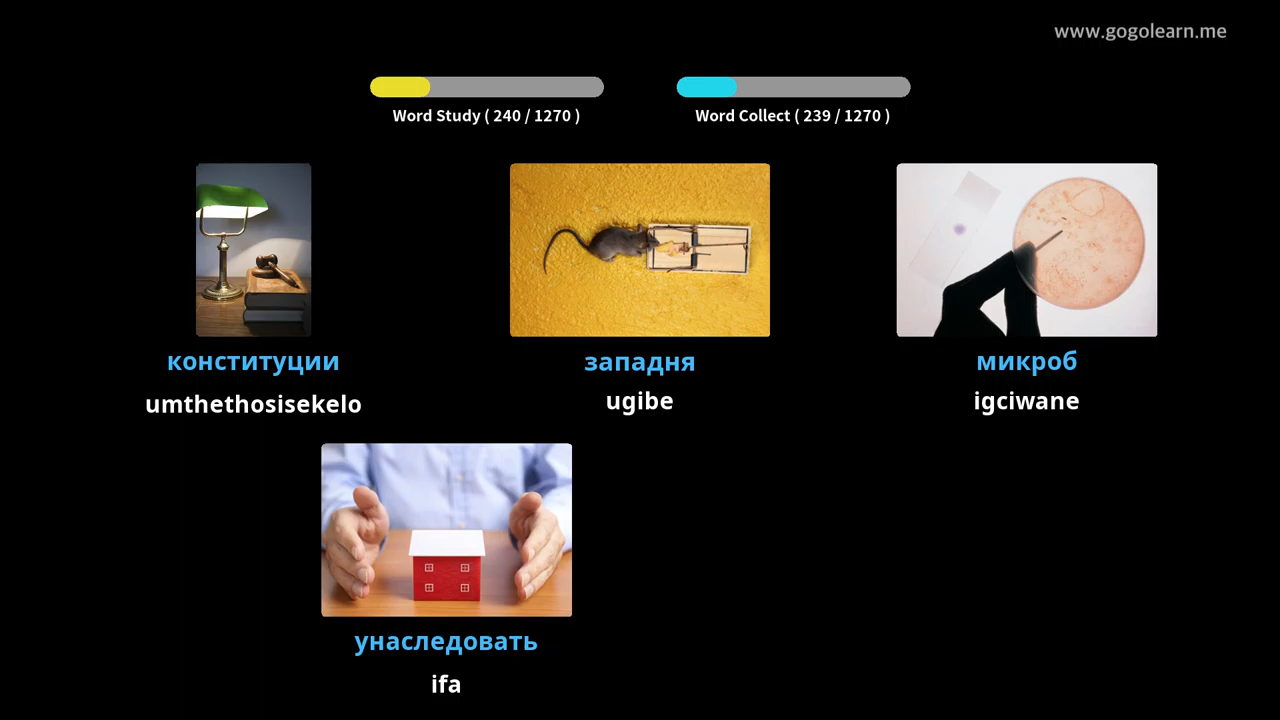 www.gogolearn.me
Word Study ( 240 / 1270 )
Word Collect ( 239 / 1270 )
конституции
umthethosisekelo
западня
ugibe
микроб
igciwane
унаследовать
ifa